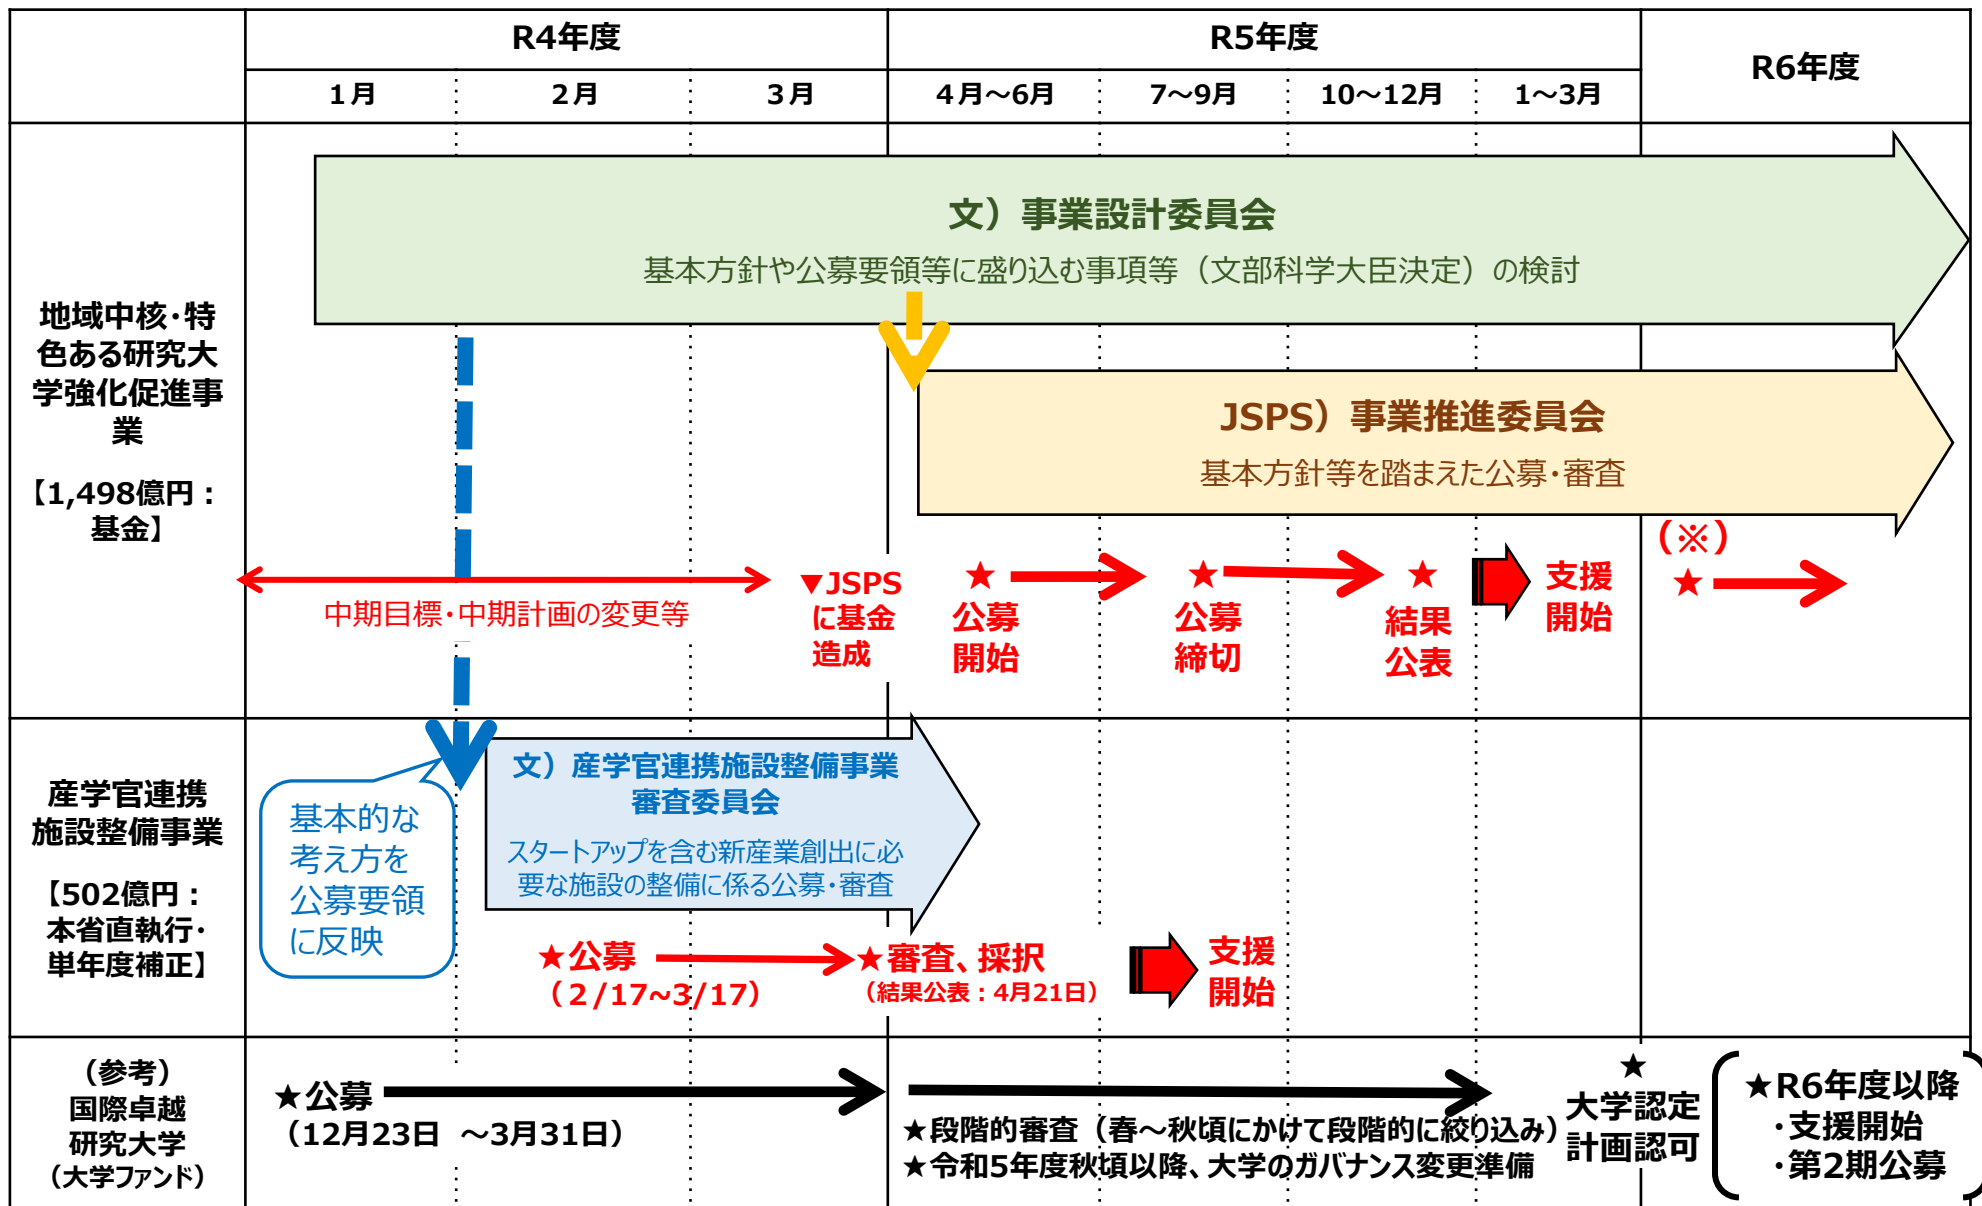 R4年度
R5年度
R6年度
1月
2月
3月
4月～6月
7～9月
10～12月
1～3月
地域中核・特
色ある研究大
学強化促進事
業
【1,498億円：
基金】
文）事業設計委員会
基本方針や公募要領等に盛り込む事項等（文部科学大臣決定）の検討
JSPS）事業推進委員会
基本方針等を踏まえた公募・審査
中期目標・中期計画の変更等
▼JSPS
に基金
造成
★
公募
開始
★
公募
締切
★
結果
公表
支援
開始
（※）
★
産学官連携
施設整備事業
【502億円：
本省直執行・
単年度補正】
基本的な
考え方を
公募要領
に反映
文）産学官連携施設整備事業
審査委員会
スタートアップを含む新産業創出に必
要な施設の整備に係る公募・審査
★公募
（2/17~3/17）
★審査、採択
（結果公表：4月21日）
支援
開始
（参考）
国際卓越
研究大学
（大学ファンド）
★公募
（12月23日 ～3月31日）
★段階的審査（春～秋頃にかけて段階的に絞り込み）
★令和5年度秋頃以降、大学のガバナンス変更準備
★
大学認定
計画認可
★R6年度以降
・支援開始
・第2期公募